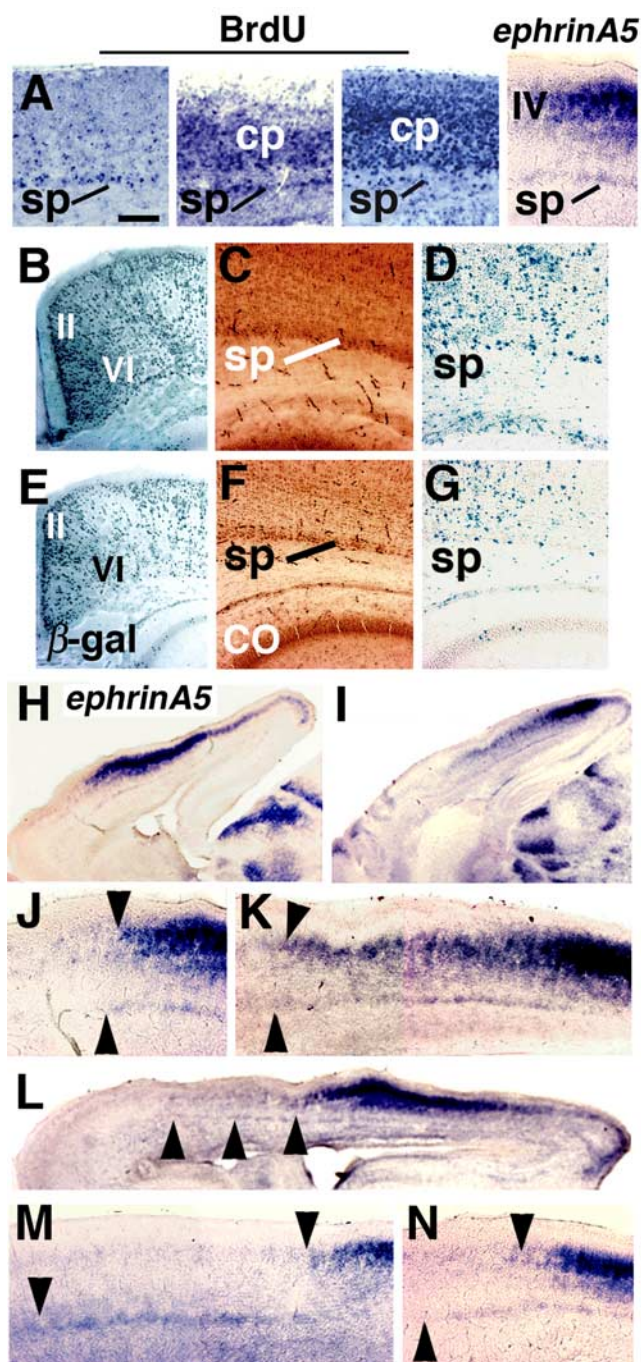 BrdU ephrinA5
A cp cp IV
sp sp sp sp
B C D
II VI sp sp
E F G
II VI sp sp
β-gal CO
H ephrinA5 I
J K
L
M N